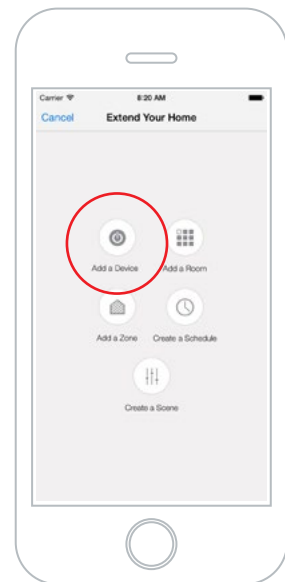 Carrier 8:20 AM
Cancel Extend Your Home
Add a Device Add a Room
Add a Zone Create a Schedule
Create a Scene